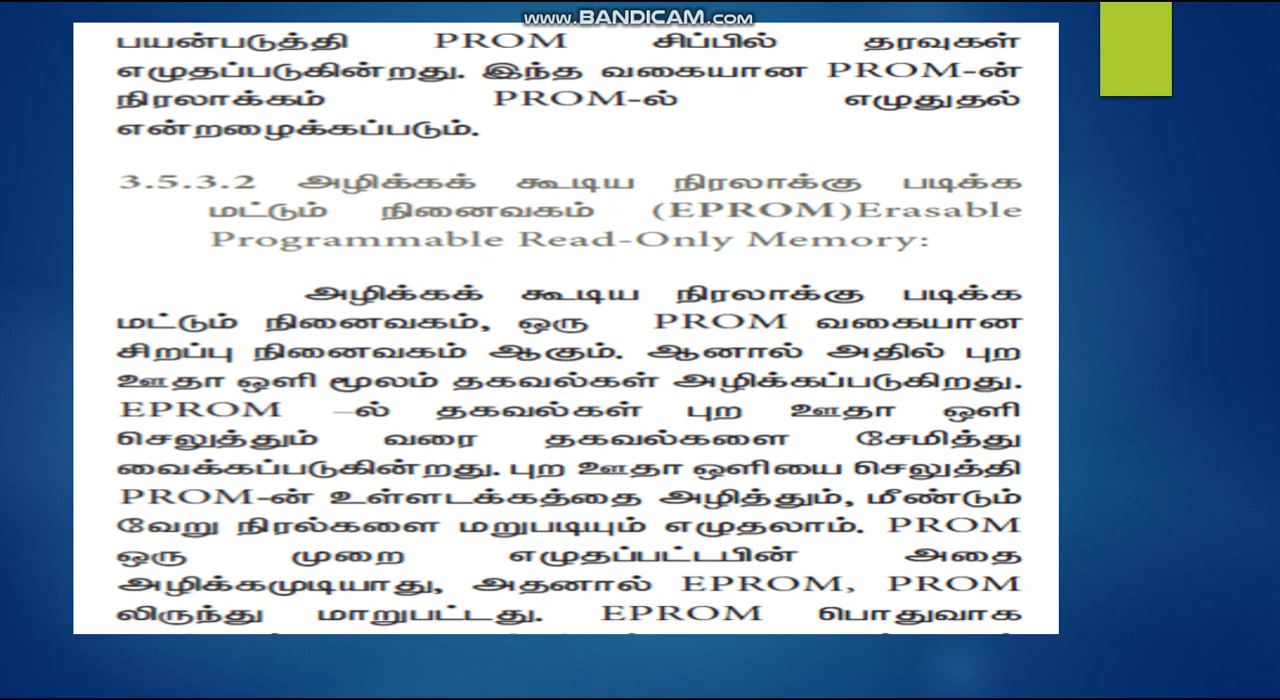 www.BANDICAM.com
பயன்படுத்தி PROM சிப்பில் தரவுகள்
எழுதப்படுகின்றது. இந்த வகையான PROM-ன்
நிரலாக்கம் PROM-ல் எழுதுதல்
என்றழைக்கப்படும்.
3.5.3.2 அழிக்கக் கூடிய நிரலாக்கு படிக்க
மட்டும் நினைவகம் (EPROM)Erasable
Programmable Read-Only Memory:
அழிக்கக் கூடிய நிரலாக்கு படிக்க
மட்டும் நினைவகம், ஒரு PROM வகையான
சிறப்பு நினைவகம் ஆகும். ஆனால் அதில் புற
ஊதா ஒளி மூலம் தகவல்கள் அழிக்கப்படுகிறது.
EPROM –ல் தகவல்கள் புற ஊதா ஒளி
செலுத்தும் வரை தகவல்களை சேமித்து
வைக்கப்படுகின்றது. புற ஊதா ஒளியை செலுத்தி
PROM-ன் உள்ளடக்கத்தை அழித்தும், மீண்டும்
வேறு நிரல்களை மறுபடியும் எழுதலாம். PROM
ஒரு முறை எழுதப்பட்டபின் அதை
அழிக்கமுடியாது, அதனால் EPROM, PROM
லிருந்து மாறுபட்டது. EPROM பொதுவாக